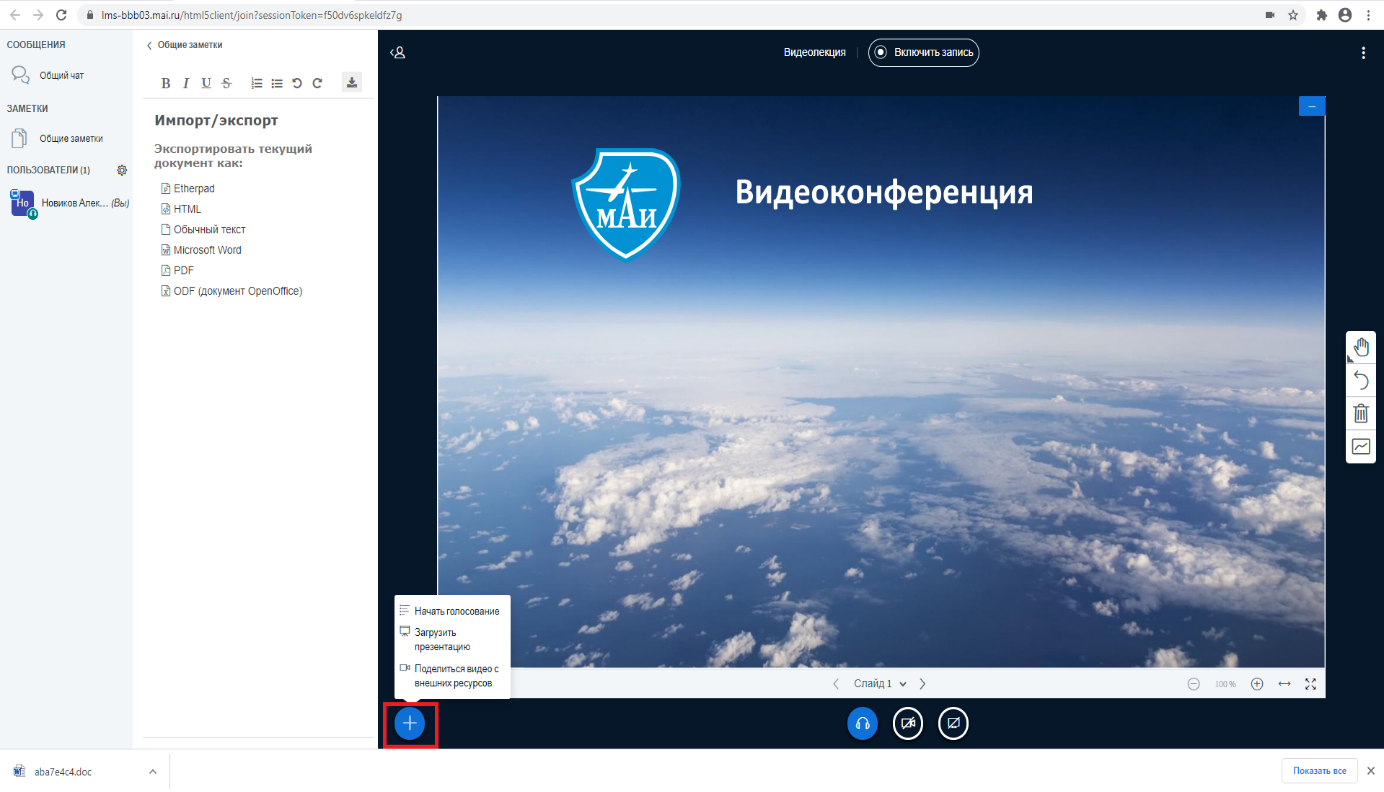 lms-bbb03.mai.ru/html5client/join?sessionToken=f50dv6spkeldfz7g
СООБЩЕНИЯ
Общий чат
ЗАМЕТКИ
Общие заметки
ПОЛЬЗОВАТЕЛИ (1)
Но
Новиков Алек... (Вы)
Общие заметки
B I U S
Импорт/экспорт
Экспортировать текущий
документ как:
Etherpad
HTML
Обычный текст
Microsoft Word
PDF
ODF (документ OpenOffice)
Видеолекция
Включить запись
МАИ
Видеоконференция
Начать голосование
Загрузить
презентацию
Поделиться видео с
внешних ресурсов
Слайд 1
100 %
aba7e4c4.doc
Показать все